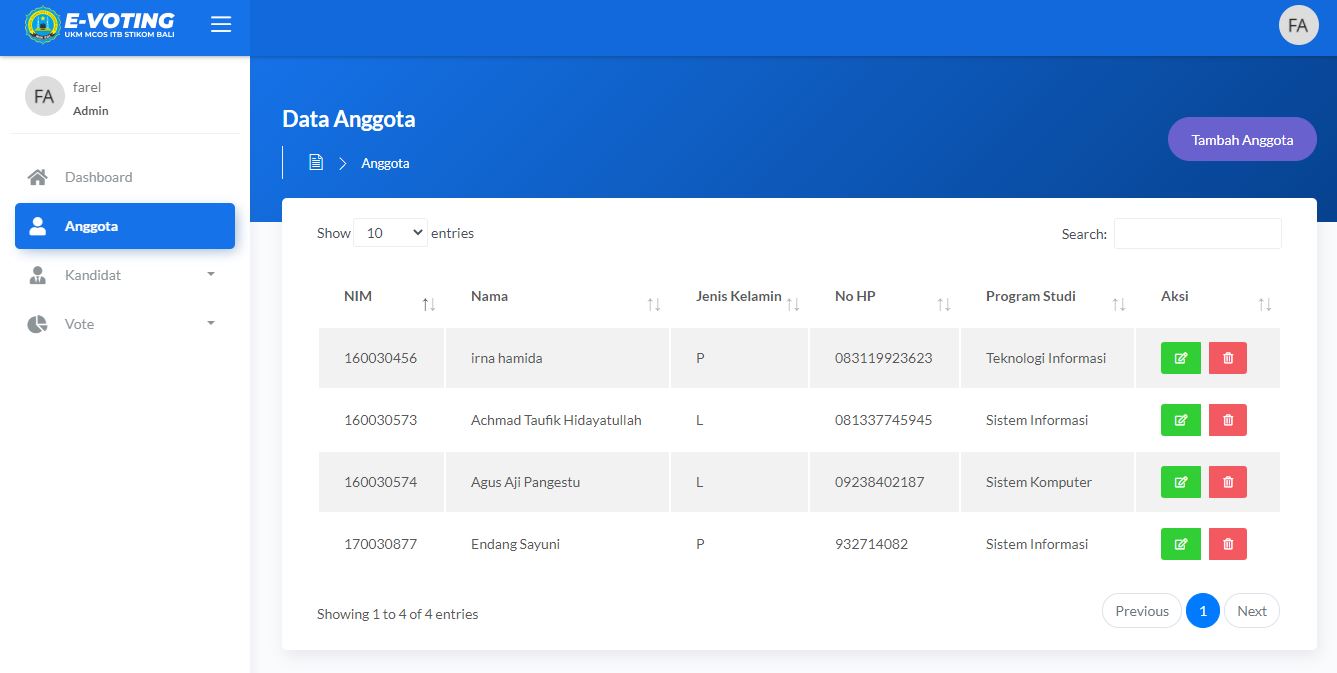 E-VOTING
UKM MCOS ITB STIKOM BALI
FA
FA
farel
Admin
Dashboard
Anggota
Kandidat
Vote
Data Anggota
Anggota
Tambah Anggota
Show 10 entries
Search:
NIM Nama Jenis Kelamin No HP Program Studi Aksi
160030456 irna hamida P 083119923623 Teknologi Informasi
160030573 Achmad Taufik Hidayatullah L 081337745945 Sistem Informasi
160030574 Agus Aji Pangestu L 09238402187 Sistem Komputer
170030877 Endang Sayuni P 932714082 Sistem Informasi
Showing 1 to 4 of 4 entries
Previous 1 Next